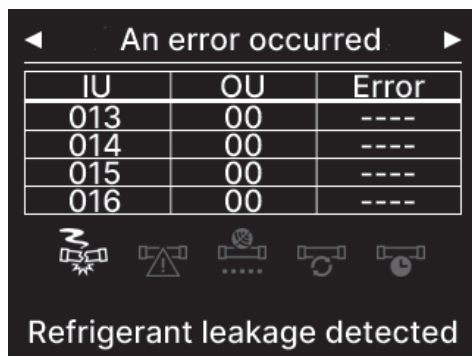 ◄ An error occurred ►
IU OU Error
013 00 ----
014 00 ----
015 00 ----
016 00 ----
Refrigerant leakage detected